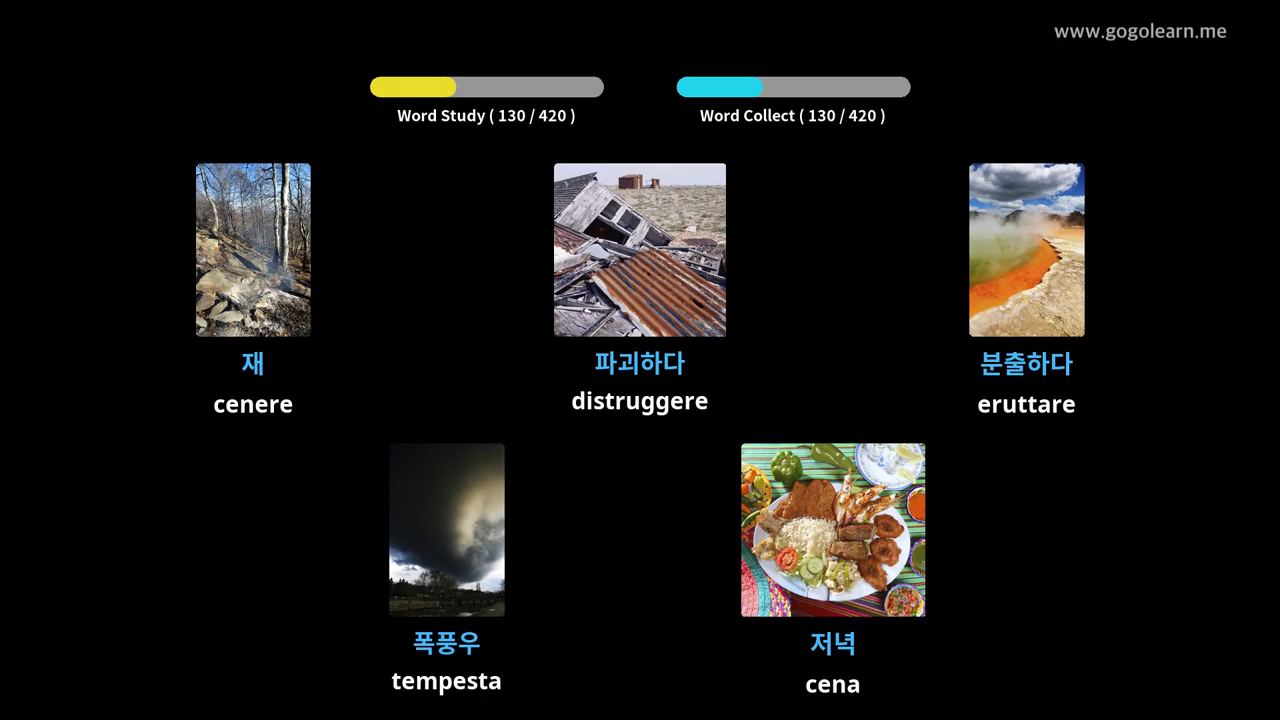 www.gogolearn.me
Word Study ( 130 / 420 )
Word Collect ( 130 / 420 )
재
cenere
파괴하다
distruggere
분출하다
eruttare
폭풍우
tempesta
저녁
cena